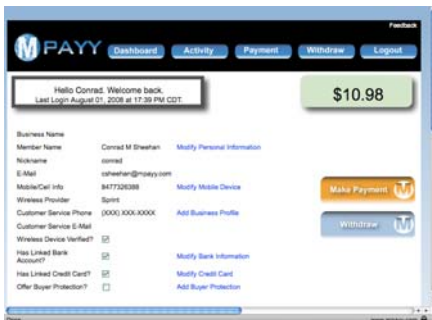 Feedback
M PAYY
Dashboard Activity Payment Withdraw Logout
Hello Conrad. Welcome back.
Last Login August 01, 2008 at 17:39 PM CDT.
$10.98
Business Name
Member Name Conrad M Sheehan Modify Personal Information
Nickname conrad
E-Mail csheehan@mpayy.com
Mobile/Cell Info 8477326388 Modify Mobile Device
Wireless Provider Sprint
Customer Service Phone (XXX) XXX-XXXX Add Business Profile
Customer Service E-Mail
Wireless Device Verified?
Has Linked Bank
Account? Modify Bank Information
Has Linked Credit Card? Modify Credit Card
Offer Buyer Protection? Add Buyer Protection
Make Payment M
Withdraw M